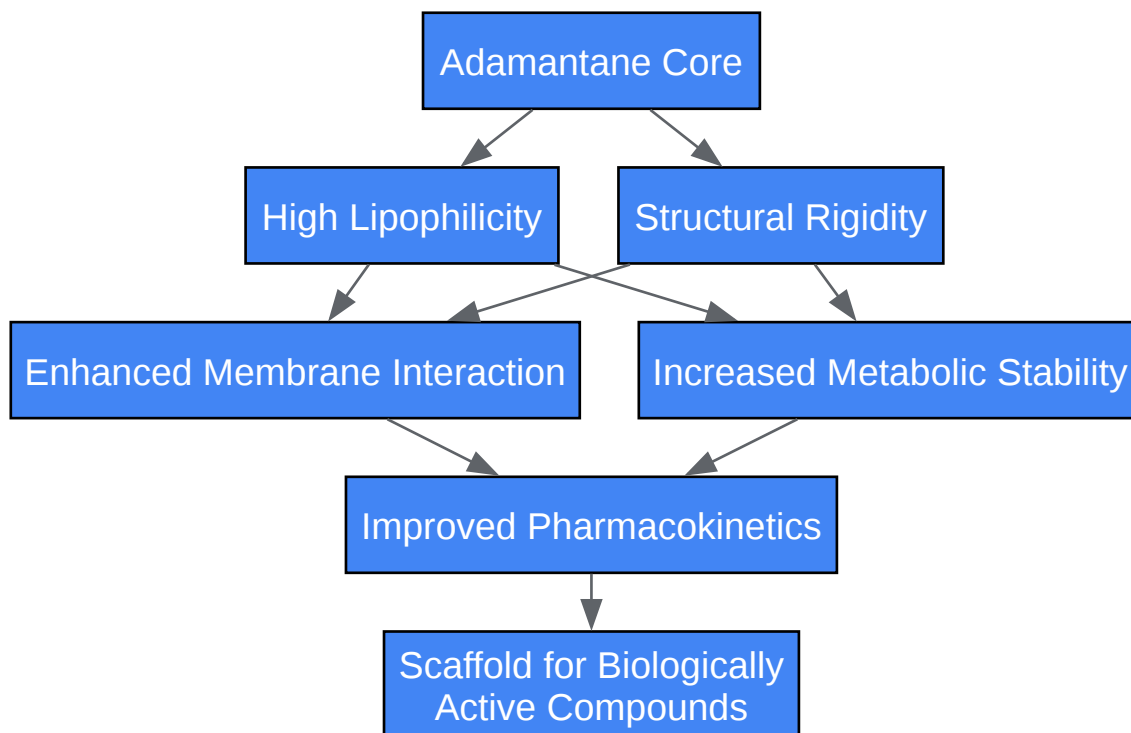 Adamantane Core
High Lipophilicity
Structural Rigidity
Enhanced Membrane Interaction
Increased Metabolic Stability
Improved Pharmacokinetics
Scaffold for Biologically
Active Compounds